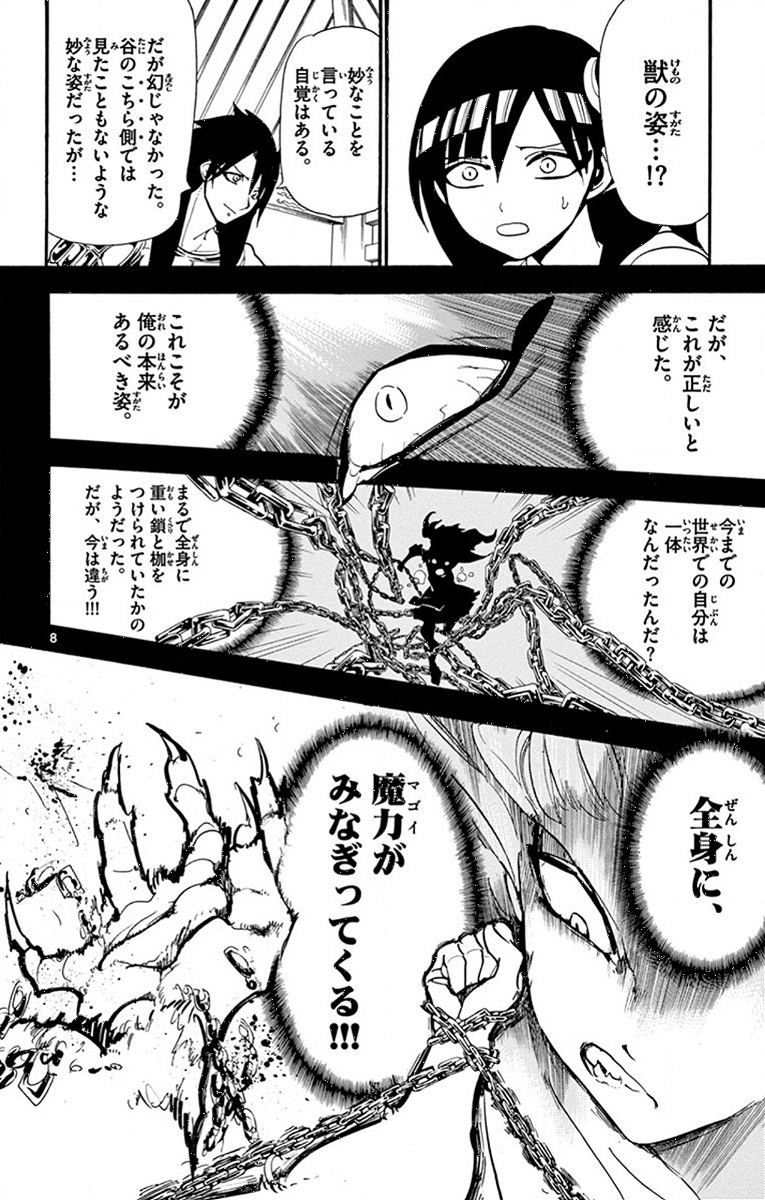 獣の姿…!?
妙なことを
言っている
自覚はある。
だが幻じゃなかった。
谷のこちら側では
見たこともないような
妙な姿だったが…
だが、
これが正しいと
感じた。
これこそが
俺の本来
あるべき姿。
今までの
世界での自分は
一体
なんだったんだ?
まるで全身に
重い鎖と枷を
つけられていたかの
ようだった。
だが、今は違う!!!
8
全身に、
魔力が
みなぎってくる!!!